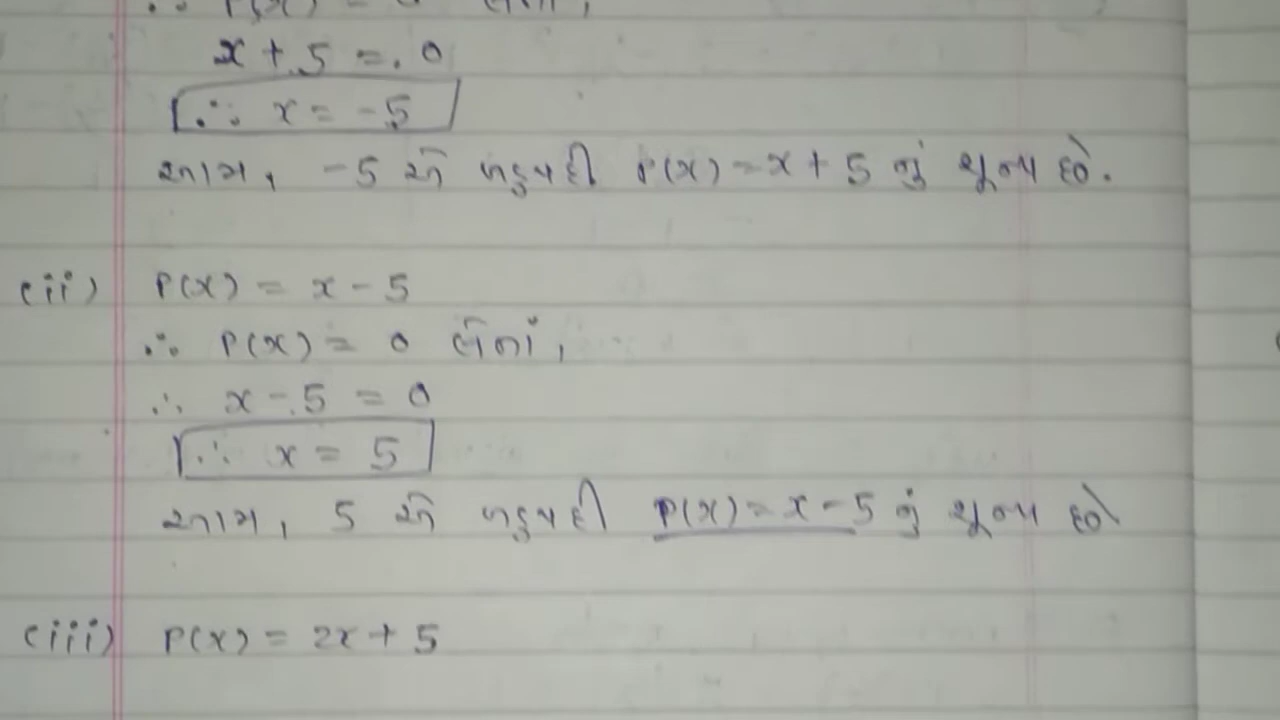 ∴ P(x) = 0 લેતાં,
x + 5 = 0
∴ x = -5
આમ, -5 એ બહુપદી P(x) = x + 5 નું શૂન્ય છે.
(ii) P(x) = x - 5
∴ P(x) = 0 લેતાં,
∴ x - 5 = 0
∴ x = 5
આમ, 5 એ બહુપદી P(x) = x - 5 નું શૂન્ય છે
(iii) P(x) = 2x + 5